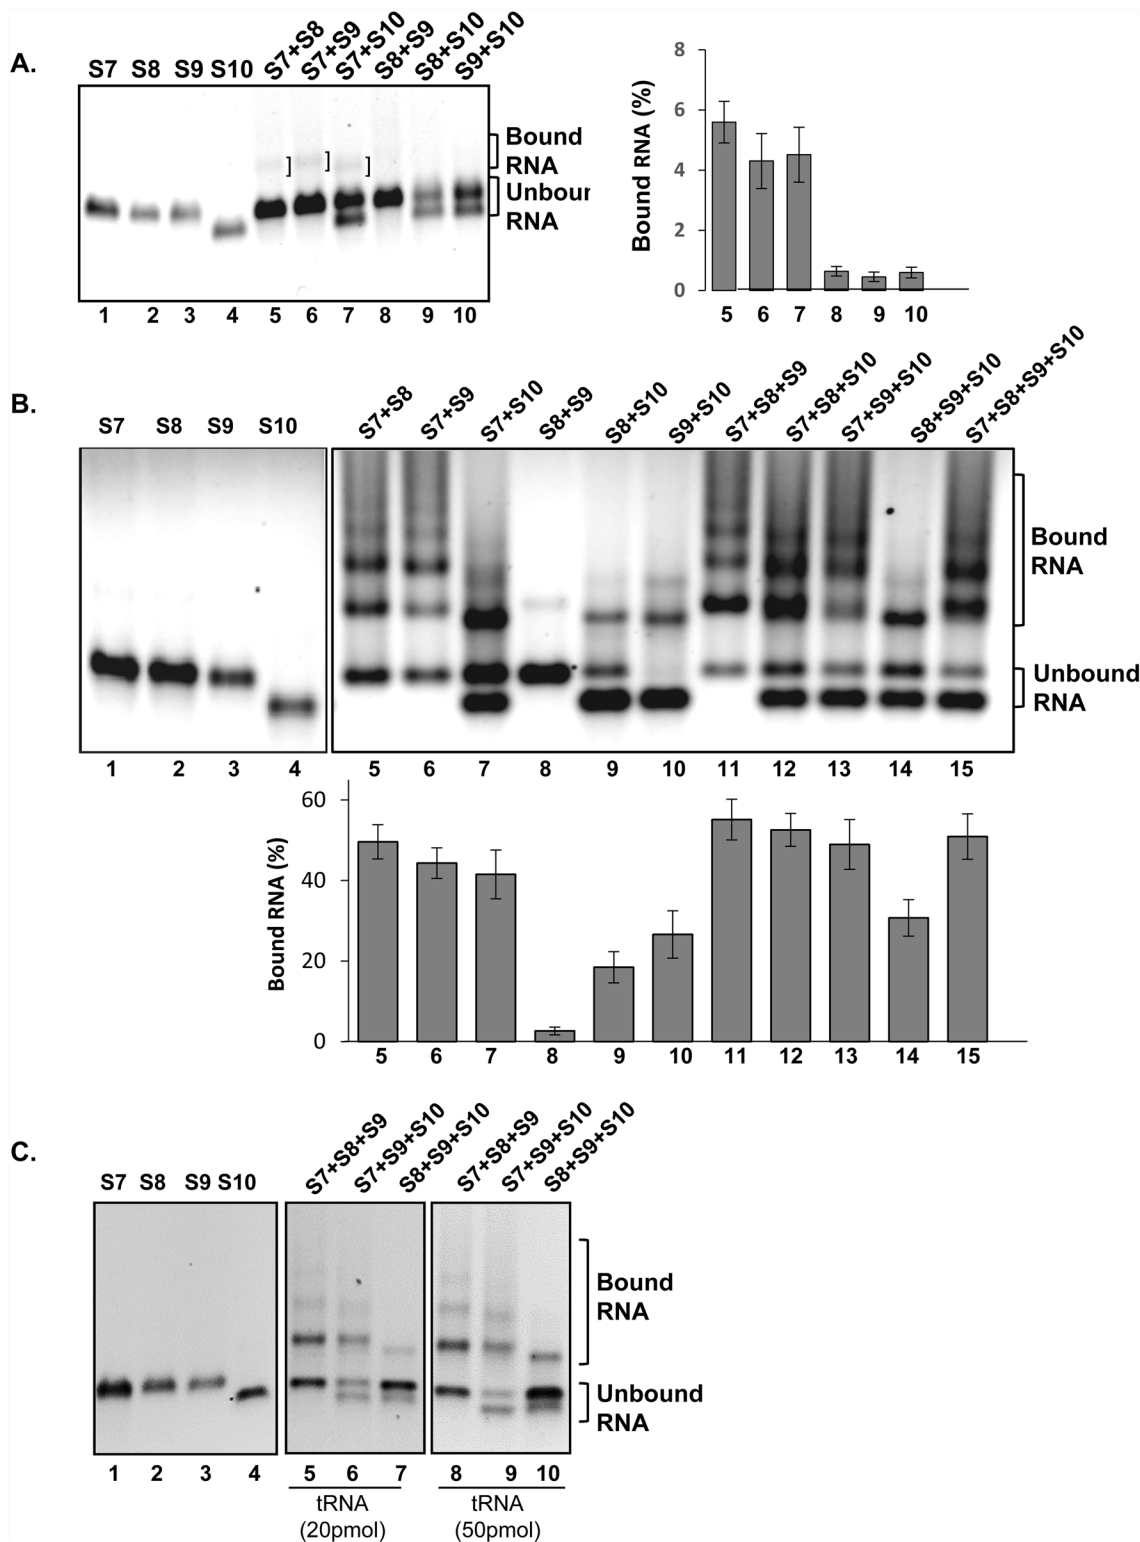 A.
S7 S8 S9 S10 S7+S8 S7+S9 S7+S10 S8+S9 S8+S10 S9+S10
Bound
RNA
Unbour
RNA
1 2 3 4 5 6 7 8 9 10
Bound RNA (%)
8
6
4
2
0
5 6 7 8 9 10
B.
S7 S8 S9 S10 S7+S8 S7+S9 S7+S10 S8+S9 S8+S10 S9+S10 S7+S8+S9 S7+S8+S10 S7+S9+S10 S8+S9+S10 S7+S8+S9+S10
Bound
RNA
Unbound
RNA
1 2 3 4 5 6 7 8 9 10 11 12 13 14 15
Bound RNA (%)
60
40
20
0
5 6 7 8 9 10 11 12 13 14 15
C.
S7 S8 S9 S10 S7+S8+S9 S7+S9+S10 S8+S9+S10 S7+S8+S9 S7+S9+S10 S8+S9+S10
Bound
RNA
Unbound
RNA
1 2 3 4 5 6 7 8 9 10
tRNA
(20pmol)
tRNA
(50pmol)